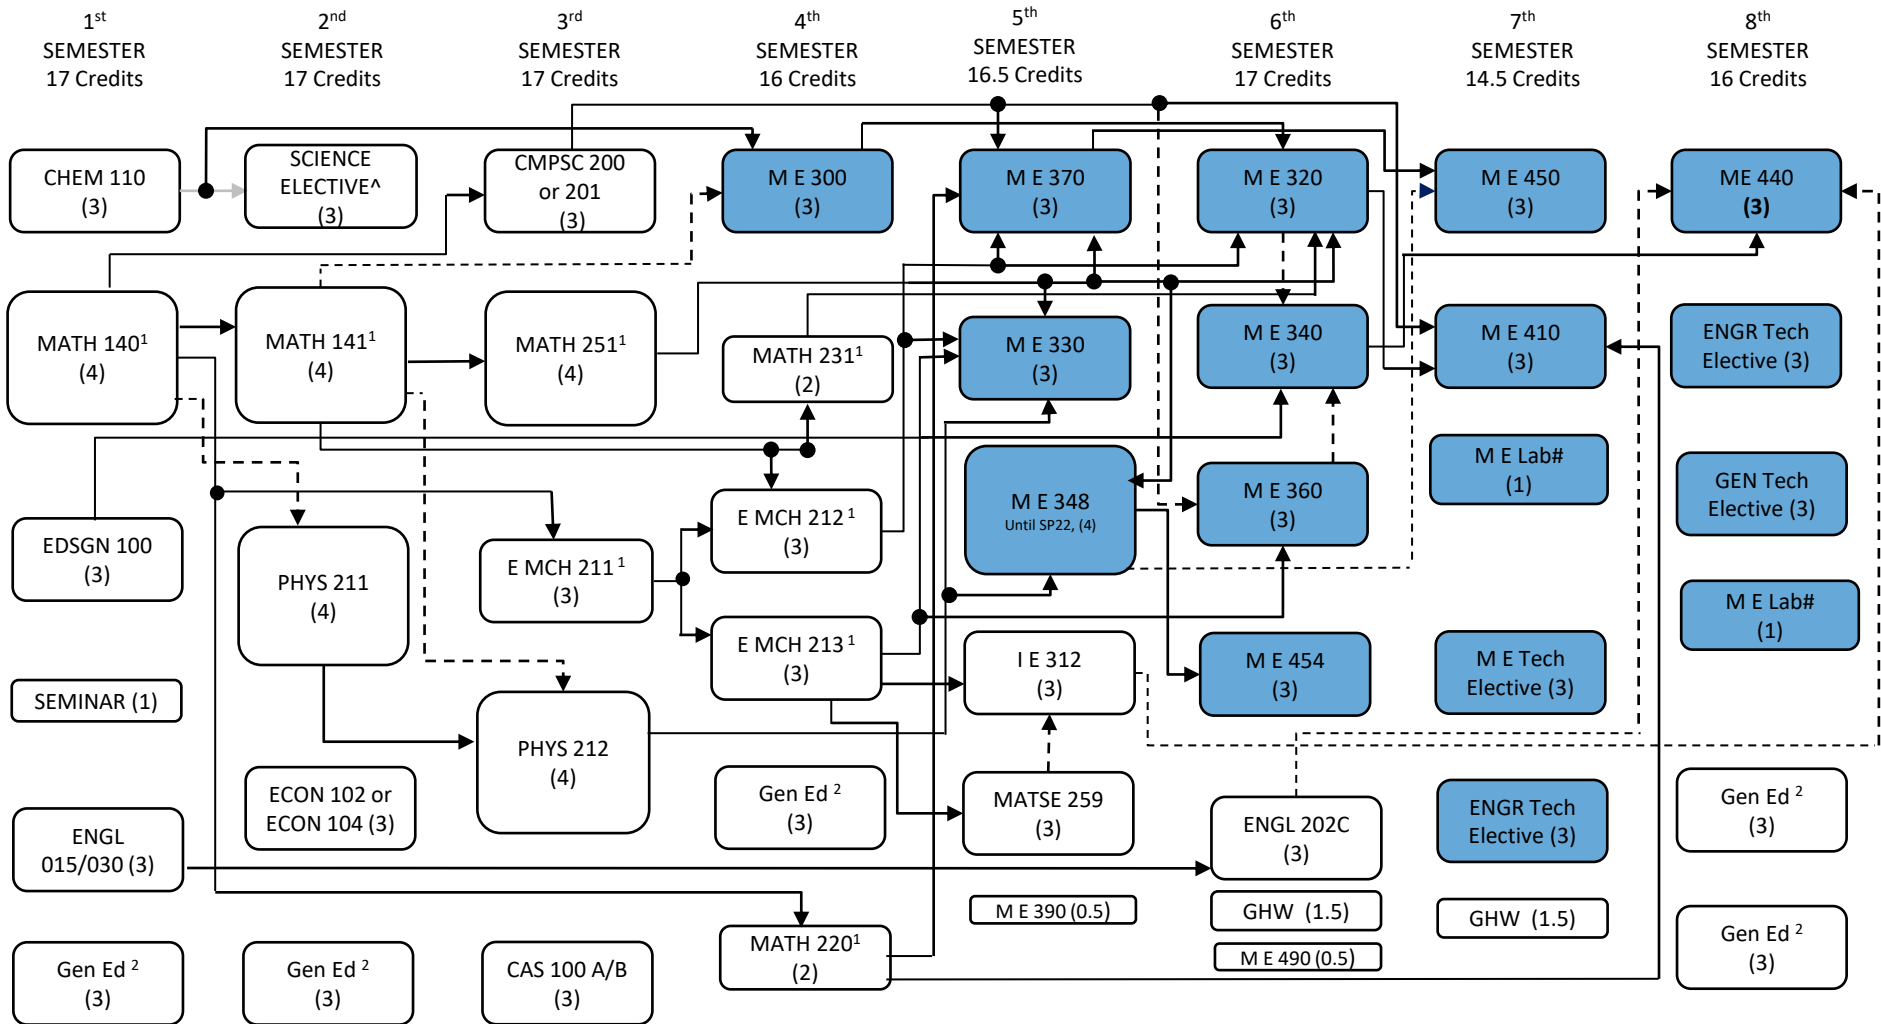 1st
SEMESTER
17 Credits
2nd
SEMESTER
17 Credits
3rd
SEMESTER
17 Credits
4th
SEMESTER
16 Credits
5th
SEMESTER
16.5 Credits
6th
SEMESTER
17 Credits
7th
SEMESTER
14.5 Credits
8th
SEMESTER
16 Credits
CHEM 110
(3)
MATH 140¹
(4)
EDSGN 100
(3)
SEMINAR (1)
ENGL
015/030 (3)
Gen Ed ²
(3)
SCIENCE
ELECTIVE^
(3)
MATH 141¹
(4)
PHYS 211
(4)
ECON 102 or
ECON 104 (3)
Gen Ed ²
(3)
CMPSC 200
or 201
(3)
MATH 251¹
(4)
E MCH 211 ¹
(3)
PHYS 212
(4)
CAS 100 A/B
(3)
M E 300
(3)
MATH 231¹
(2)
E MCH 212 ¹
(3)
E MCH 213 ¹
(3)
Gen Ed ²
(3)
MATH 220¹
(2)
M E 370
(3)
M E 330
(3)
M E 348
Until SP22, (4)
I E 312
(3)
MATSE 259
(3)
M E 390 (0.5)
M E 320
(3)
M E 340
(3)
M E 360
(3)
M E 454
(3)
ENGL 202C
(3)
GHW (1.5)
M E 490 (0.5)
M E 450
(3)
M E 410
(3)
M E Lab#
(1)
M E Tech
Elective (3)
ENGR Tech
Elective (3)
GHW (1.5)
ME 440
(3)
ENGR Tech
Elective (3)
GEN Tech
Elective (3)
M E Lab#
(1)
Gen Ed ²
(3)
Gen Ed ²
(3)